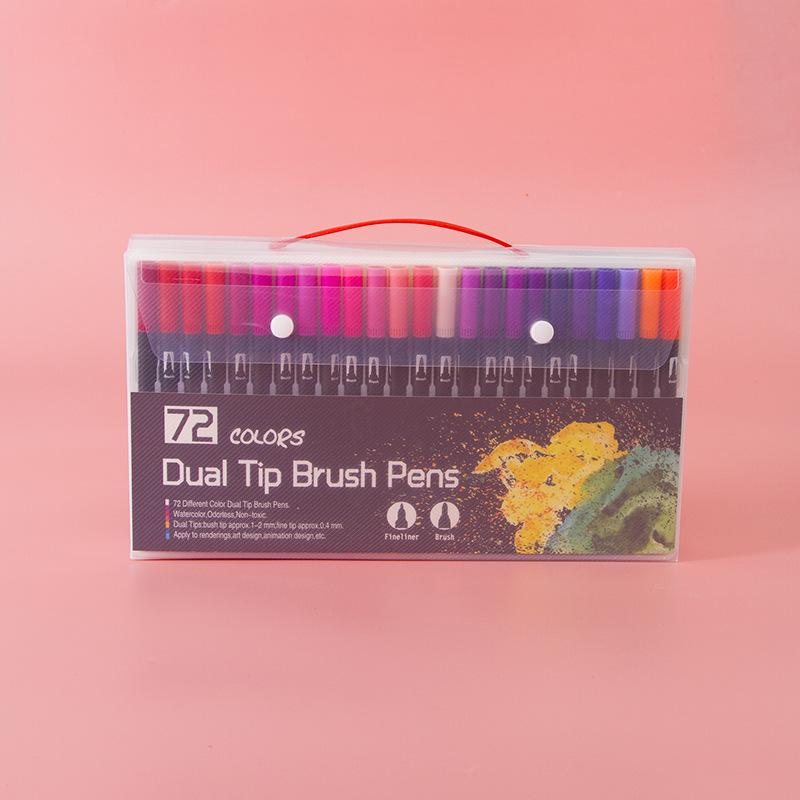 72 COLORS
Dual Tip Brush Pens
72 Different Color Dual Tip Brush Pens.
Watercolor,Odorless,Non-toxic.
Dual Tips:bush tip approx.1-2 mm;fine tip approx.0.4 mm.
Apply to renderings,art design,animation design,etc.
Fineliner Brush